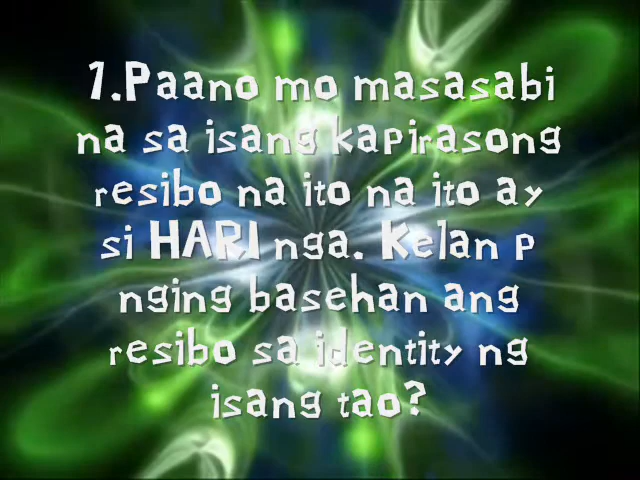 1.Paano mo masasabi
na sa isang kapirasong
resibo na ito na ito ay
si HARI nga. Kelan p
nging basehan ang
resibo sa identity ng
isang tao?